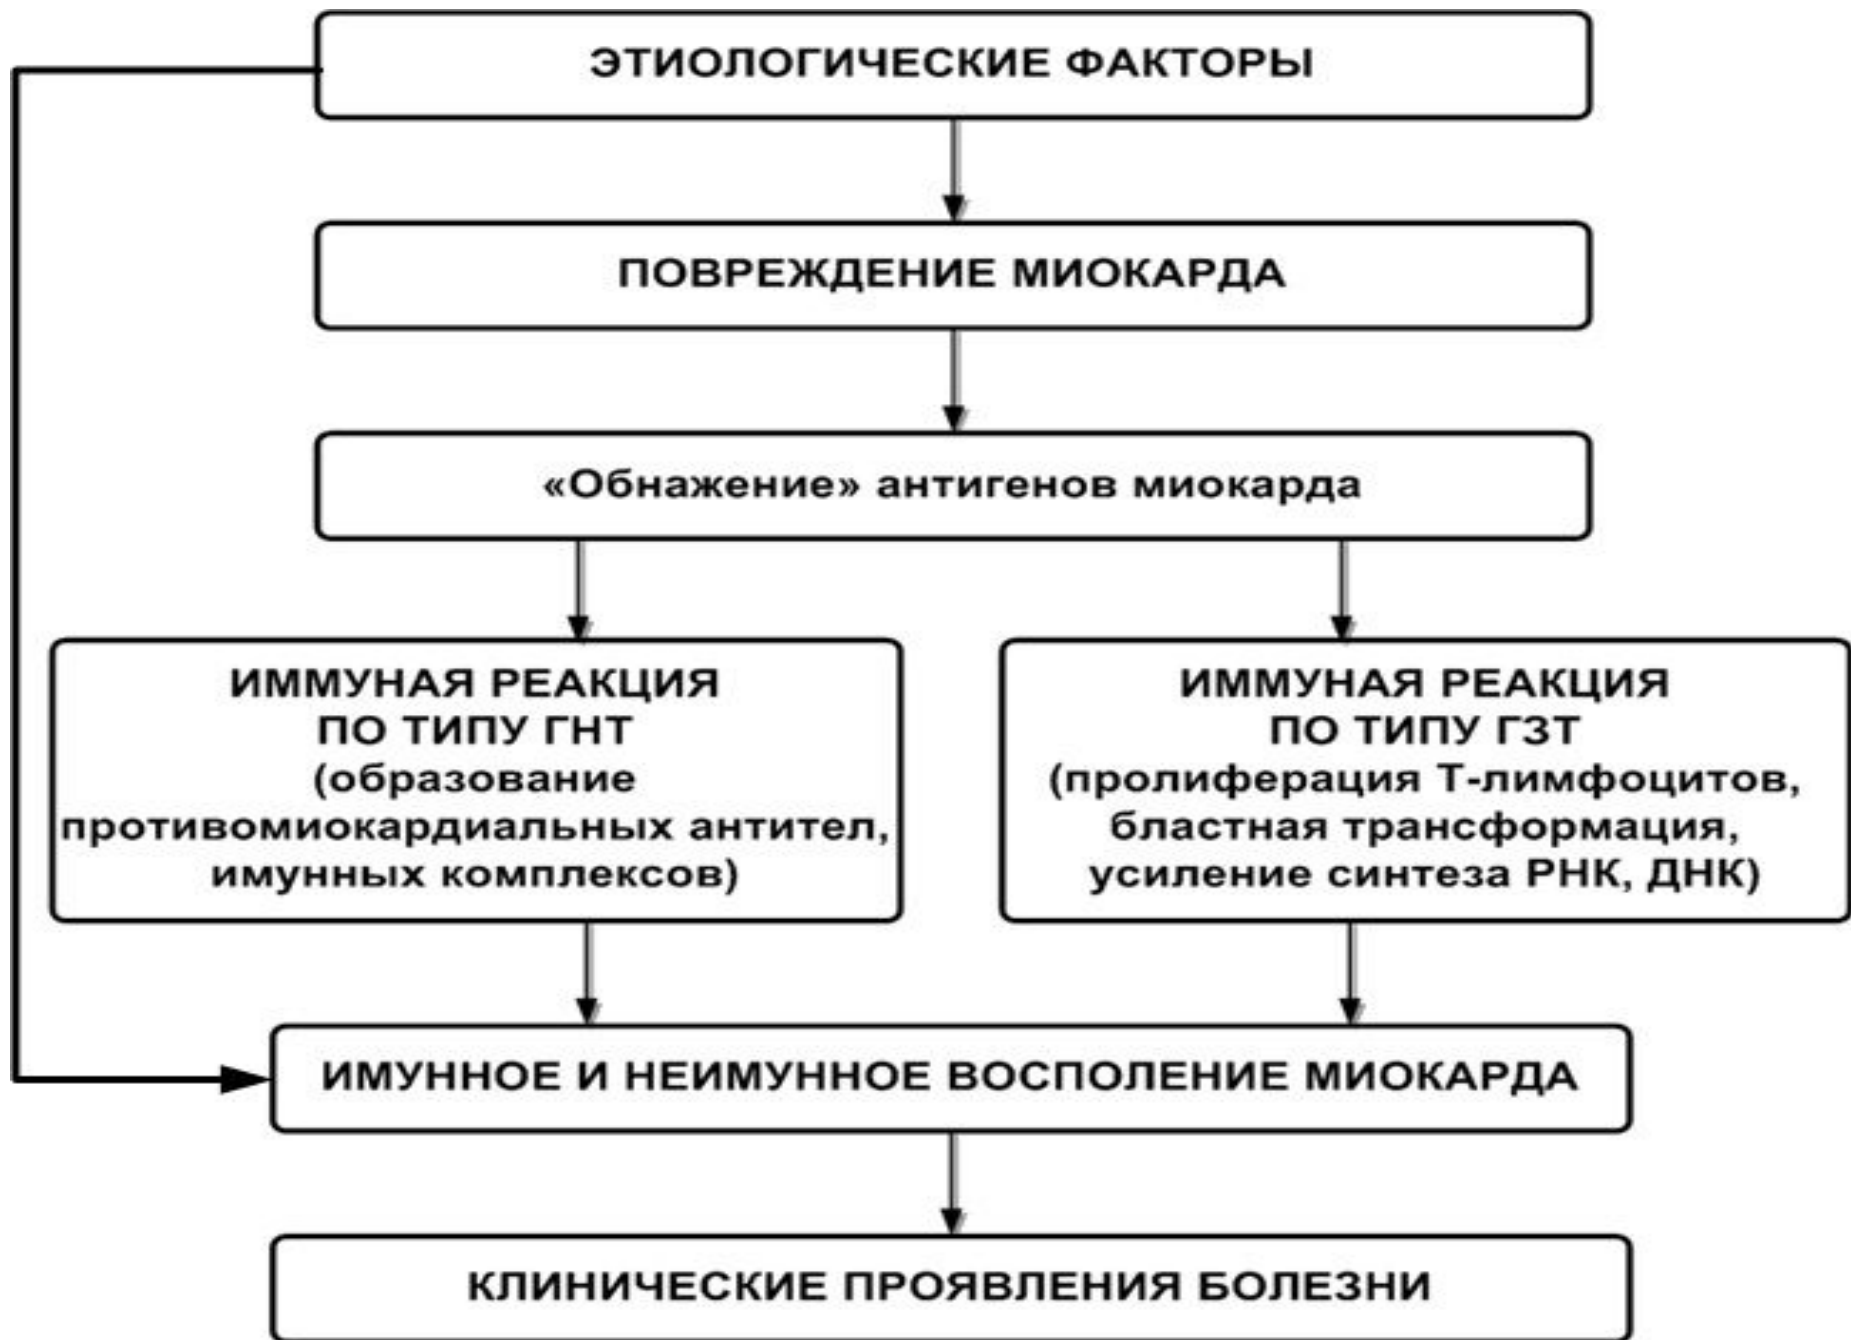 ЭТИОЛОГИЧЕСКИЕ ФАКТОРЫ
ПОВРЕЖДЕНИЕ МИОКАРДА
«Обнажение» антигенов миокарда
ИММУНАЯ РЕАКЦИЯ
ПО ТИПУ ГНТ
(образование
противомиокардиальных антител,
имунных комплексов)
ИММУНАЯ РЕАКЦИЯ
ПО ТИПУ ГЗТ
(пролиферация Т-лимфоцитов,
бластная трансформация,
усиление синтеза РНК, ДНК)
ИМУННОЕ И НЕИМУННОЕ ВОСПОЛЕНИЕ МИОКАРДА
КЛИНИЧЕСКИЕ ПРОЯВЛЕНИЯ БОЛЕЗНИ